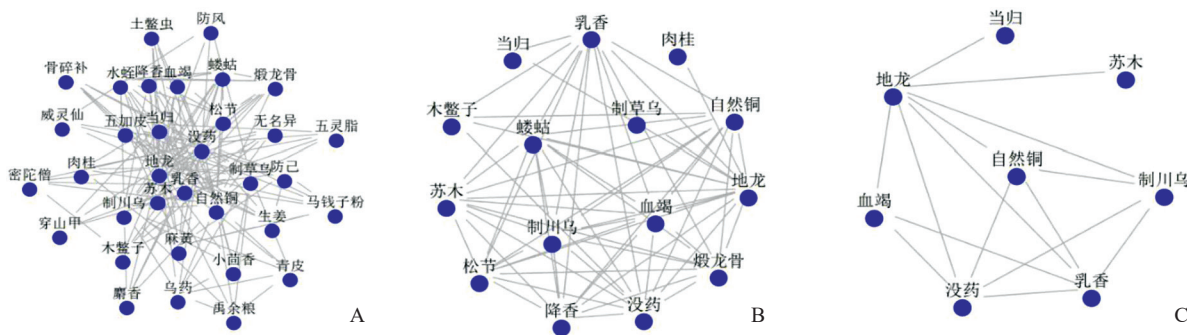 土鳖虫
防风
骨碎补
水蛭
降香
血竭
蝼蛄
煅龙骨
威灵仙
五加皮
当归
松节
无名异
五灵脂
没药
密陀僧
肉桂
地龙
乳香
制草乌
防己
苏木
自然铜
马钱子粉
穿山甲
制川乌
生姜
木鳖子
麻黄
小茴香
青皮
麝香
乌药
禹余粮
A
乳香
当归
肉桂
木鳖子
制草乌
自然铜
蝼蛄
地龙
苏木
血竭
制川乌
松节
煅龙骨
降香
没药
B
当归
地龙
苏木
自然铜
制川乌
血竭
没药
乳香
C